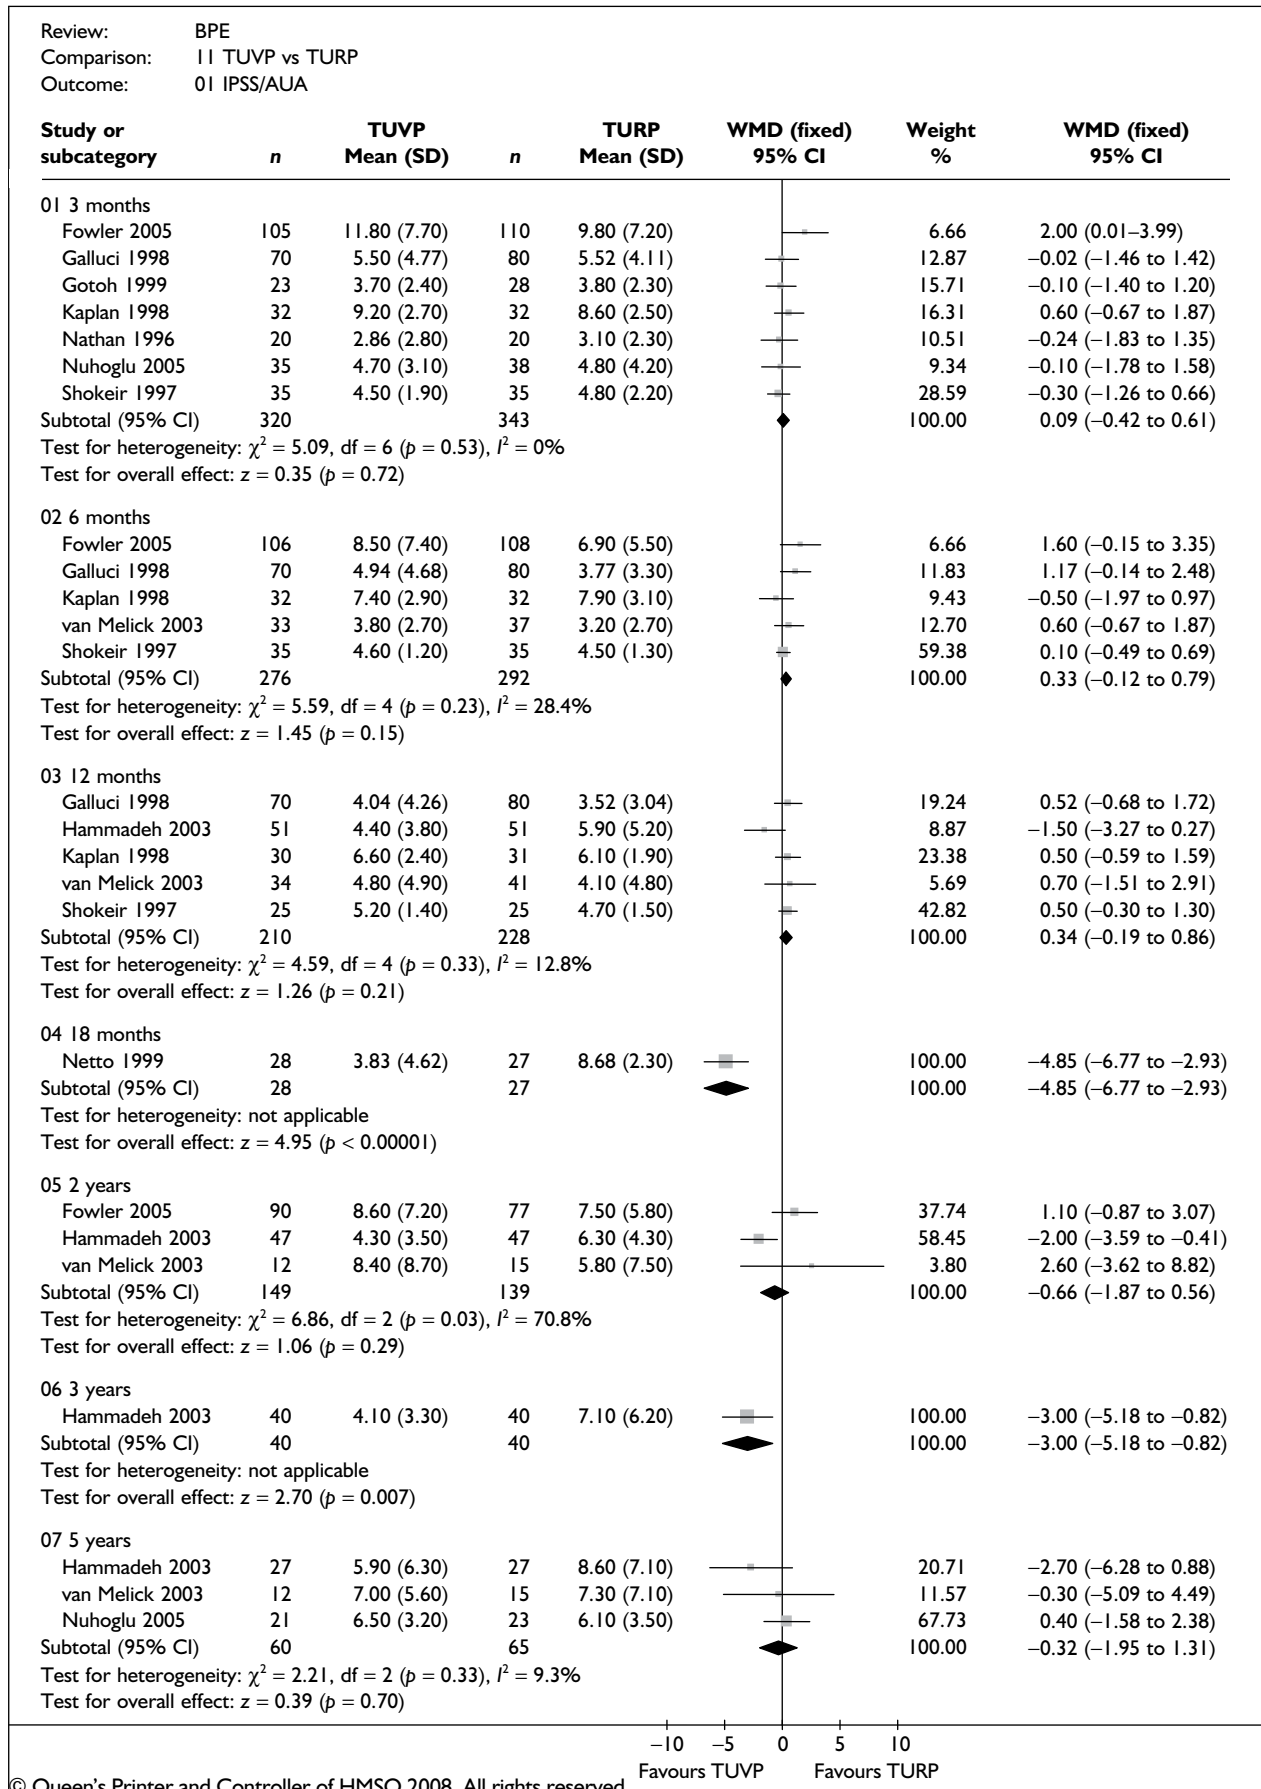 Review: BPE
Comparison: 11 TUVP vs TURP
Outcome: 01 IPSS/AUA
Study or TUVP TURP WMD (fixed) Weight WMD (fixed)
subcategory n Mean (SD) n Mean (SD) 95% CI % 95% CI
01 3 months
Fowler 2005 105 11.80 (7.70) 110 9.80 (7.20) 6.66 2.00 (0.01–3.99)
Galluci 1998 70 5.50 (4.77) 80 5.52 (4.11) 12.87 −0.02 (−1.46 to 1.42)
Gotoh 1999 23 3.70 (2.40) 28 3.80 (2.30) 15.71 −0.10 (−1.40 to 1.20)
Kaplan 1998 32 9.20 (2.70) 32 8.60 (2.50) 16.31 0.60 (−0.67 to 1.87)
Nathan 1996 20 2.86 (2.80) 20 3.10 (2.30) 10.51 −0.24 (−1.83 to 1.35)
Nuhoglu 2005 35 4.70 (3.10) 38 4.80 (4.20) 9.34 −0.10 (−1.78 to 1.58)
Shokeir 1997 35 4.50 (1.90) 35 4.80 (2.20) 28.59 −0.30 (−1.26 to 0.66)
Subtotal (95% CI) 320 343 100.00 0.09 (−0.42 to 0.61)
Test for heterogeneity: χ² = 5.09, df = 6 (p = 0.53), I² = 0%
Test for overall effect: z = 0.35 (p = 0.72)
02 6 months
Fowler 2005 106 8.50 (7.40) 108 6.90 (5.50) 6.66 1.60 (−0.15 to 3.35)
Galluci 1998 70 4.94 (4.68) 80 3.77 (3.30) 11.83 1.17 (−0.14 to 2.48)
Kaplan 1998 32 7.40 (2.90) 32 7.90 (3.10) 9.43 −0.50 (−1.97 to 0.97)
van Melick 2003 33 3.80 (2.70) 37 3.20 (2.70) 12.70 0.60 (−0.67 to 1.87)
Shokeir 1997 35 4.60 (1.20) 35 4.50 (1.30) 59.38 0.10 (−0.49 to 0.69)
Subtotal (95% CI) 276 292 100.00 0.33 (−0.12 to 0.79)
Test for heterogeneity: χ² = 5.59, df = 4 (p = 0.23), I² = 28.4%
Test for overall effect: z = 1.45 (p = 0.15)
03 12 months
Galluci 1998 70 4.04 (4.26) 80 3.52 (3.04) 19.24 0.52 (−0.68 to 1.72)
Hammadeh 2003 51 4.40 (3.80) 51 5.90 (5.20) 8.87 −1.50 (−3.27 to 0.27)
Kaplan 1998 30 6.60 (2.40) 31 6.10 (1.90) 23.38 0.50 (−0.59 to 1.59)
van Melick 2003 34 4.80 (4.90) 41 4.10 (4.80) 5.69 0.70 (−1.51 to 2.91)
Shokeir 1997 25 5.20 (1.40) 25 4.70 (1.50) 42.82 0.50 (−0.30 to 1.30)
Subtotal (95% CI) 210 228 100.00 0.34 (−0.19 to 0.86)
Test for heterogeneity: χ² = 4.59, df = 4 (p = 0.33), I² = 12.8%
Test for overall effect: z = 1.26 (p = 0.21)
04 18 months
Netto 1999 28 3.83 (4.62) 27 8.68 (2.30) 100.00 −4.85 (−6.77 to −2.93)
Subtotal (95% CI) 28 27 100.00 −4.85 (−6.77 to −2.93)
Test for heterogeneity: not applicable
Test for overall effect: z = 4.95 (p < 0.00001)
05 2 years
Fowler 2005 90 8.60 (7.20) 77 7.50 (5.80) 37.74 1.10 (−0.87 to 3.07)
Hammadeh 2003 47 4.30 (3.50) 47 6.30 (4.30) 58.45 −2.00 (−3.59 to −0.41)
van Melick 2003 12 8.40 (8.70) 15 5.80 (7.50) 3.80 2.60 (−3.62 to 8.82)
Subtotal (95% CI) 149 139 100.00 −0.66 (−1.87 to 0.56)
Test for heterogeneity: χ² = 6.86, df = 2 (p = 0.03), I² = 70.8%
Test for overall effect: z = 1.06 (p = 0.29)
06 3 years
Hammadeh 2003 40 4.10 (3.30) 40 7.10 (6.20) 100.00 −3.00 (−5.18 to −0.82)
Subtotal (95% CI) 40 40 100.00 −3.00 (−5.18 to −0.82)
Test for heterogeneity: not applicable
Test for overall effect: z = 2.70 (p = 0.007)
07 5 years
Hammadeh 2003 27 5.90 (6.30) 27 8.60 (7.10) 20.71 −2.70 (−6.28 to 0.88)
van Melick 2003 12 7.00 (5.60) 15 7.30 (7.10) 11.57 −0.30 (−5.09 to 4.49)
Nuhoglu 2005 21 6.50 (3.20) 23 6.10 (3.50) 67.73 0.40 (−1.58 to 2.38)
Subtotal (95% CI) 60 65 100.00 −0.32 (−1.95 to 1.31)
Test for heterogeneity: χ² = 2.21, df = 2 (p = 0.33), I² = 9.3%
Test for overall effect: z = 0.39 (p = 0.70)
−10 −5 0 5 10
Favours TUVP Favours TURP
© Queen's Printer and Controller of HMSO 2008. All rights reserved.